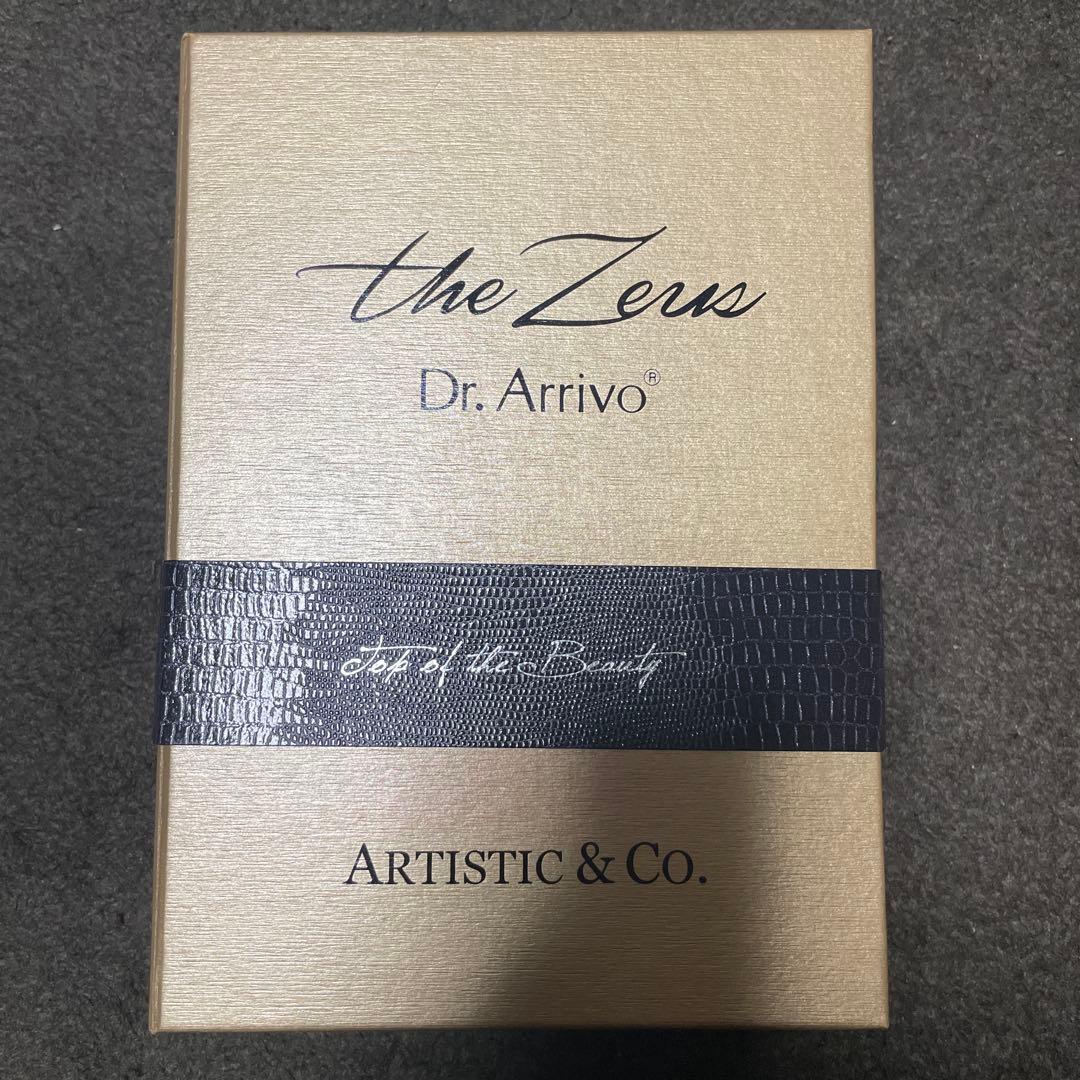 the Zeus
Dr. Arrivo®
Top of the Beauty
ARTISTIC & CO.